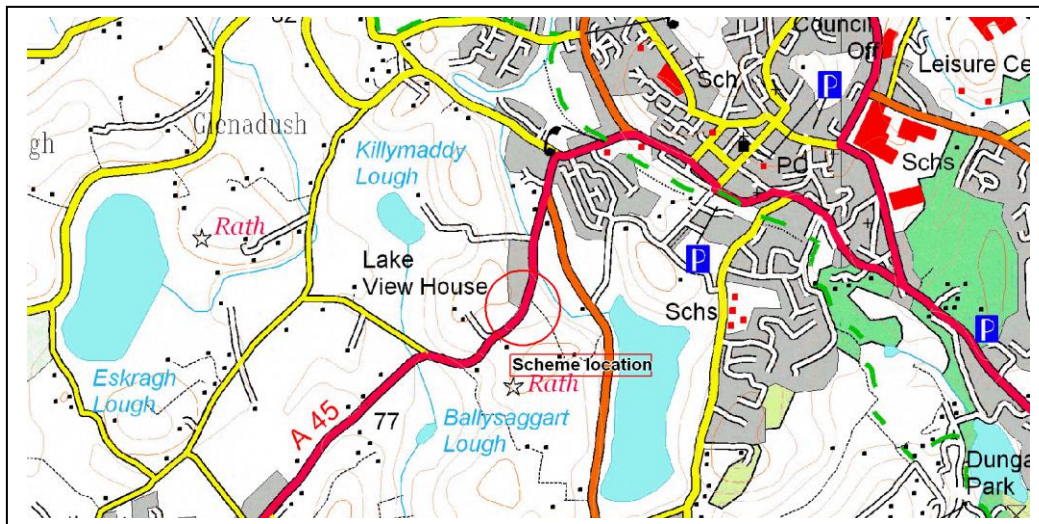 Council
Off
Sch
P
Leisure Ce
Glenadush
gh
Killymaddy
Lough
PO
Schs
Rath
P
Lake
View House
Schs
P
Scheme location
Rath
Eskragh
Lough
A 45
77
Ballysaggart
Lough
Dunga
Park